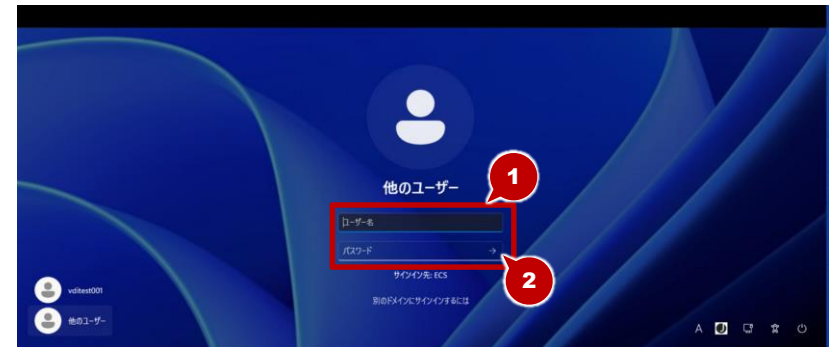 他のユーザー
1
ユーザー名
パスワード
2
サインイン先: ECS
別のドメインにサインインするには
vditest001
他のユーザー
A